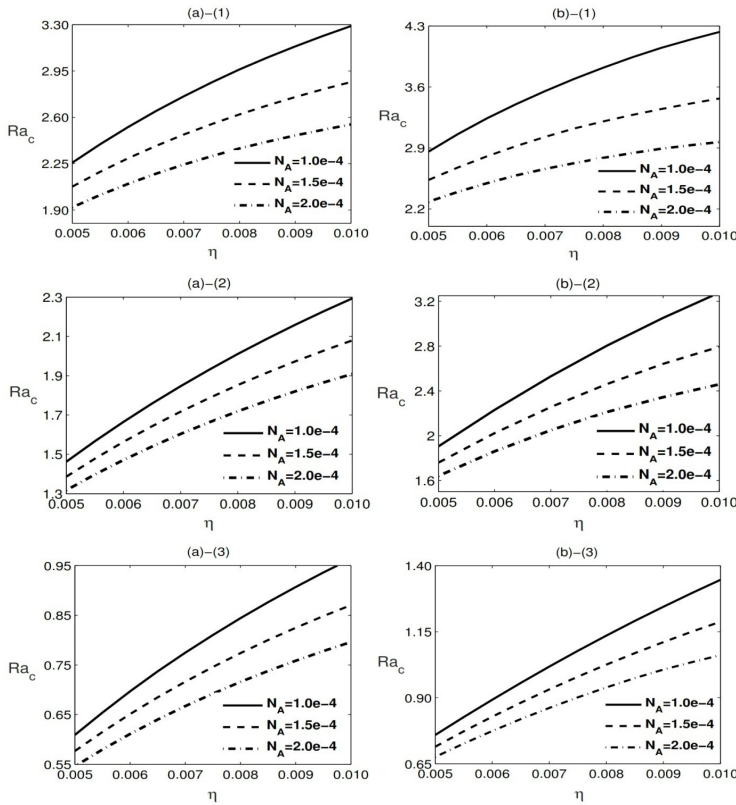 (a)−(1)
3.30
2.95
2.60
2.25
1.90
Ra_c
N_A=1.0e−4
N_A=1.5e−4
N_A=2.0e−4
0.005 0.006 0.007 0.008 0.009 0.010
η
(b)−(1)
4.3
3.6
2.9
2.2
Ra_c
N_A=1.0e−4
N_A=1.5e−4
N_A=2.0e−4
0.005 0.006 0.007 0.008 0.009 0.010
η
(a)−(2)
2.3
2.1
1.9
1.7
1.5
1.3
Ra_c
N_A=1.0e−4
N_A=1.5e−4
N_A=2.0e−4
0.005 0.006 0.007 0.008 0.009 0.010
η
(b)−(2)
3.2
2.8
2.4
2
1.6
Ra_c
N_A=1.0e−4
N_A=1.5e−4
N_A=2.0e−4
0.005 0.006 0.007 0.008 0.009 0.010
η
(a)−(3)
0.95
0.85
0.75
0.65
0.55
Ra_c
N_A=1.0e−4
N_A=1.5e−4
N_A=2.0e−4
0.005 0.006 0.007 0.008 0.009 0.010
η
(b)−(3)
1.40
1.15
0.90
0.65
Ra_c
N_A=1.0e−4
N_A=1.5e−4
N_A=2.0e−4
0.005 0.006 0.007 0.008 0.009 0.010
η